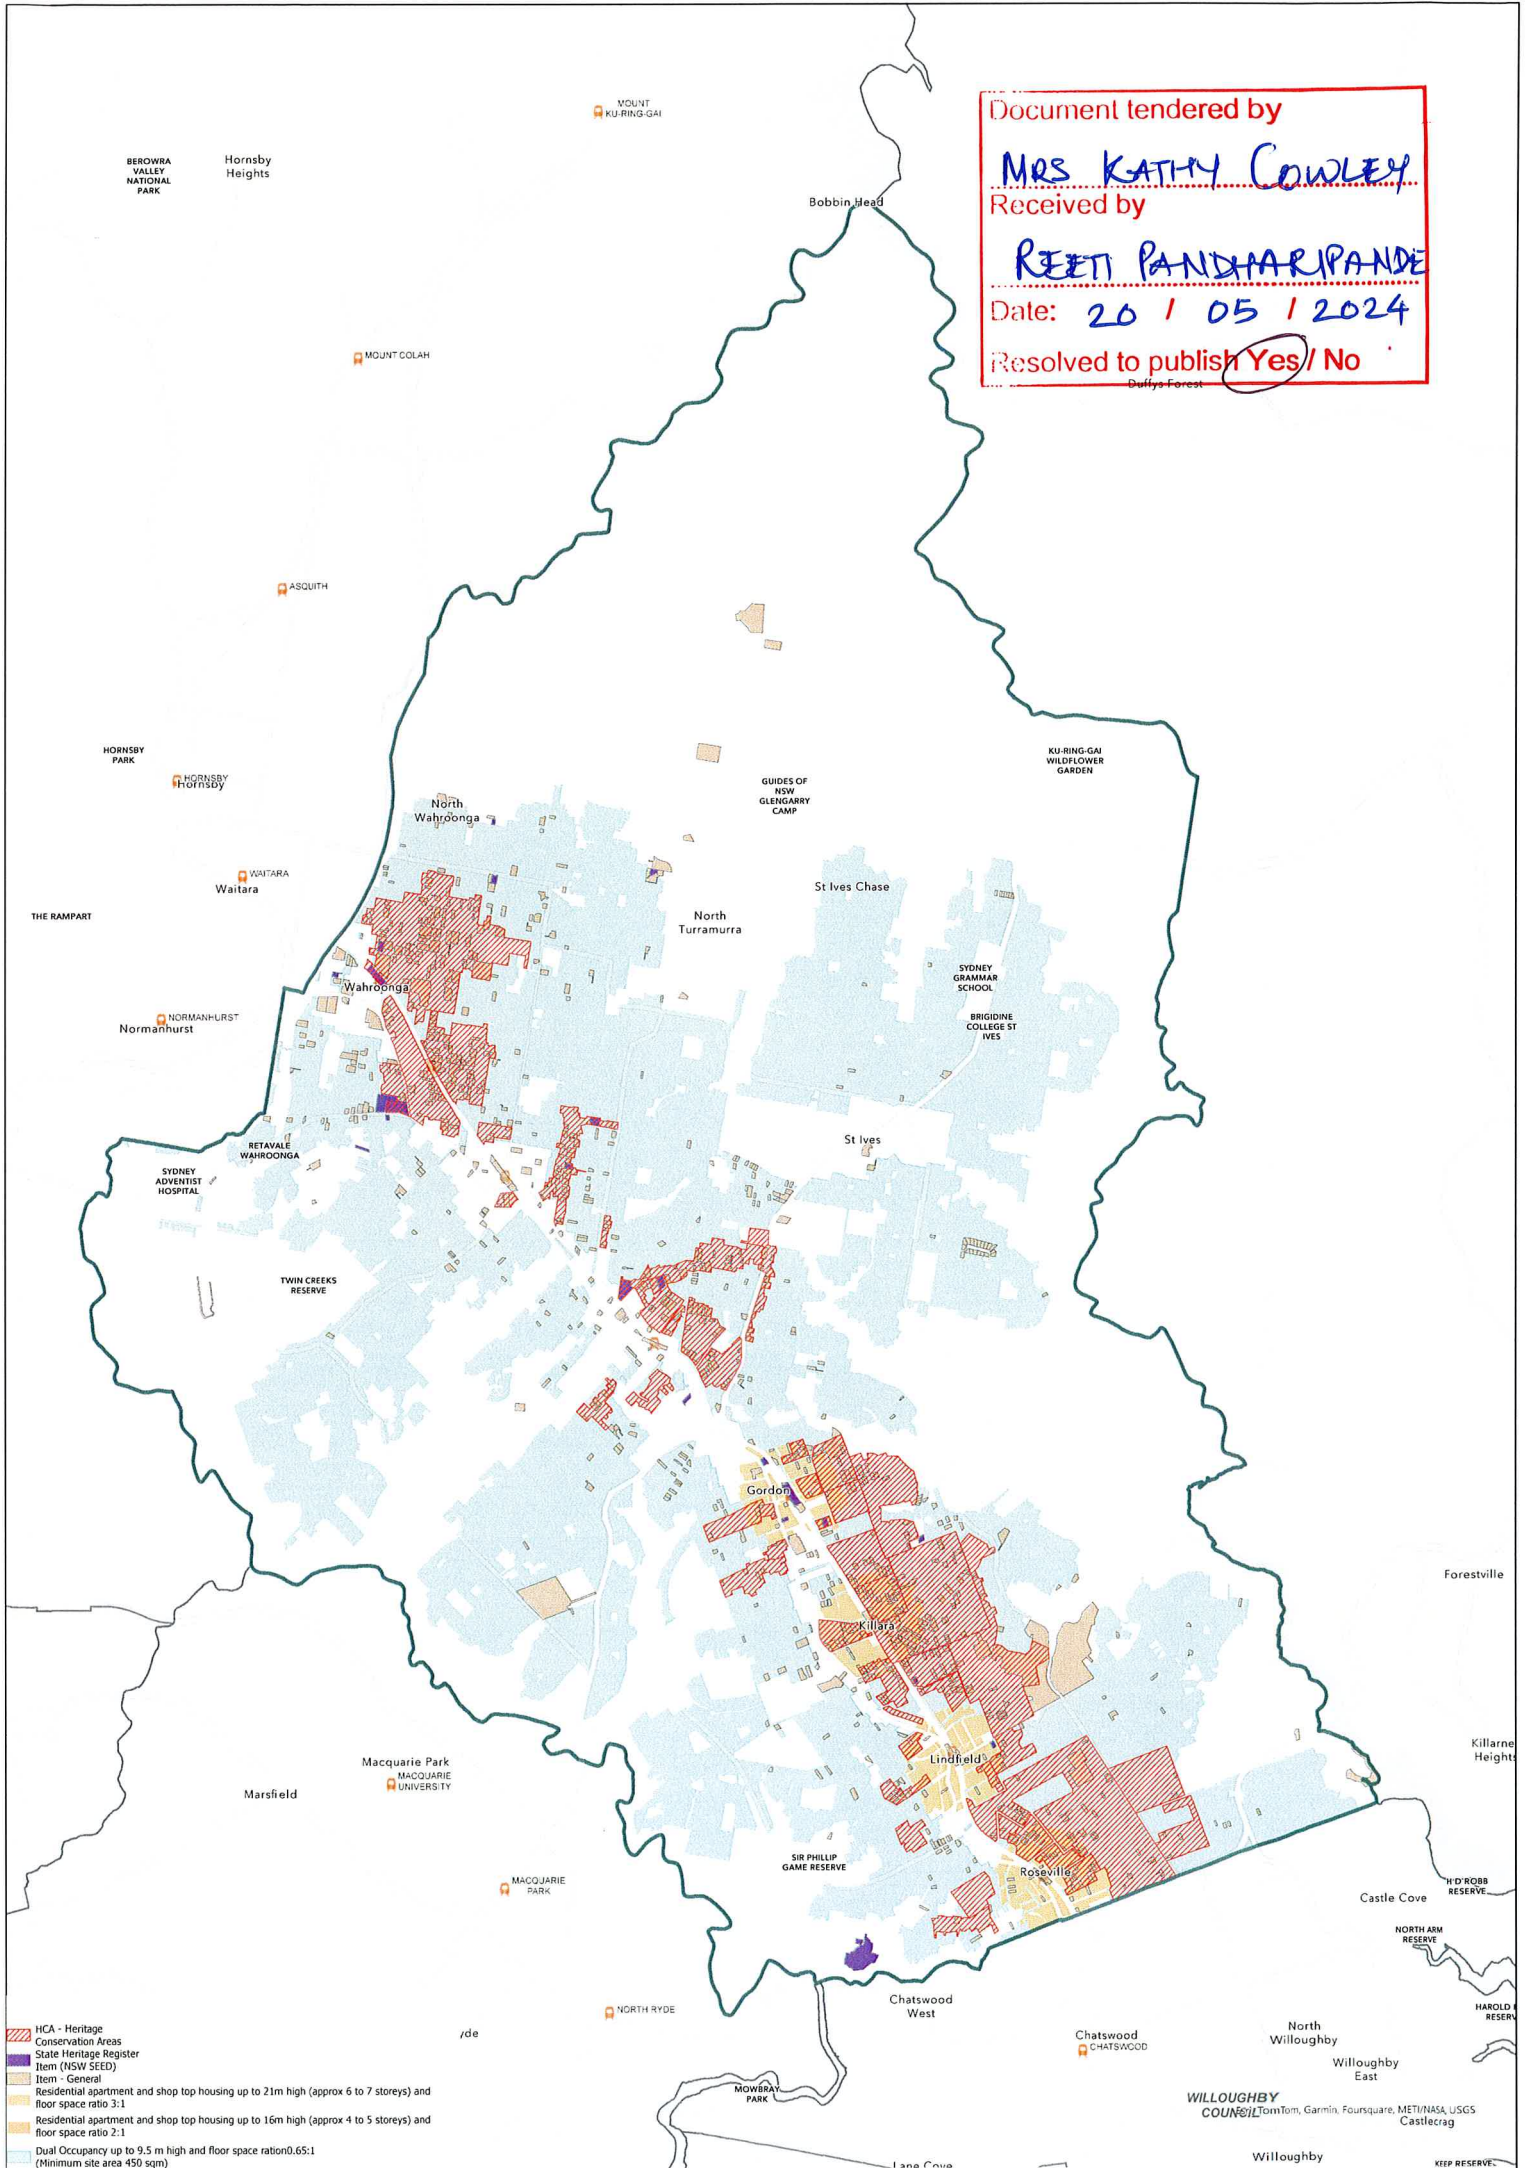 MOUNT
KU-RING-GAI
Document tendered by
MRS KATHY COWLEY
Received by
REETI PANDHARIPANDE
Date: 20 / 05 / 2024
Resolved to publish Yes / No
Duffys Forest
BEROWRA
VALLEY
NATIONAL
PARK
Hornsby
Heights
Bobbin Head
MOUNT COLAH
ASQUITH
HORNSBY
PARK
HORNSBY
Hornsby
KU-RING-GAI
WILDFLOWER
GARDEN
GUIDES OF
NSW
GLENGARRY
CAMP
North
Wahroonga
WAITARA
Waitara
St Ives Chase
THE RAMPART
North
Turramurra
SYDNEY
GRAMMAR
SCHOOL
Wahroonga
NORMANHURST
Normanhurst
BRIGIDINE
COLLEGE ST
IVES
RETAVALE
WAHROONGA
St Ives
SYDNEY
ADVENTIST
HOSPITAL
TWIN CREEKS
RESERVE
Gordon
Forestville
Killara
Lindfield
Killarne
Height
Macquarie Park
MACQUARIE
UNIVERSITY
Marsfield
SIR PHILLIP
GAME RESERVE
Roseville
MACQUARIE
PARK
H D ROBB
RESERVE
Castle Cove
NORTH ARM
RESERVE
Chatswood
West
NORTH RYDE
yde
HAROLD
RESERV
Chatswood
CHATSWOOD
North
Willoughby
Willoughby
East
MOWBRAY
PARK
WILLOUGHBY
COUNCIL
TomTom, Garmin, Foursquare, METI/NASA, USGS
Castlecrag
Willoughby
Lane Cove
KEEP RESERVE
HCA - Heritage
Conservation Areas
State Heritage Register
Item (NSW SEED)
Item - General
Residential apartment and shop top housing up to 21m high (approx 6 to 7 storeys) and
floor space ratio 3:1
Residential apartment and shop top housing up to 16m high (approx 4 to 5 storeys) and
floor space ratio 2:1
Dual Occupancy up to 9.5 m high and floor space ration0.65:1
(Minimum site area 450 sqm)